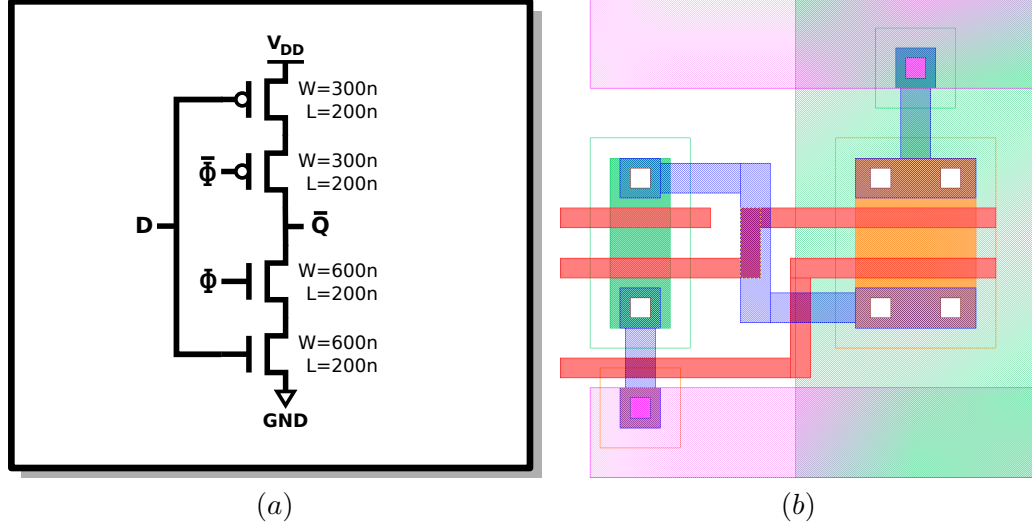 V_DD
W=300n
L=200n
W=300n
L=200n
Φ̄
D
Q̄
Φ
W=600n
L=200n
W=600n
L=200n
GND
(a)
(b)